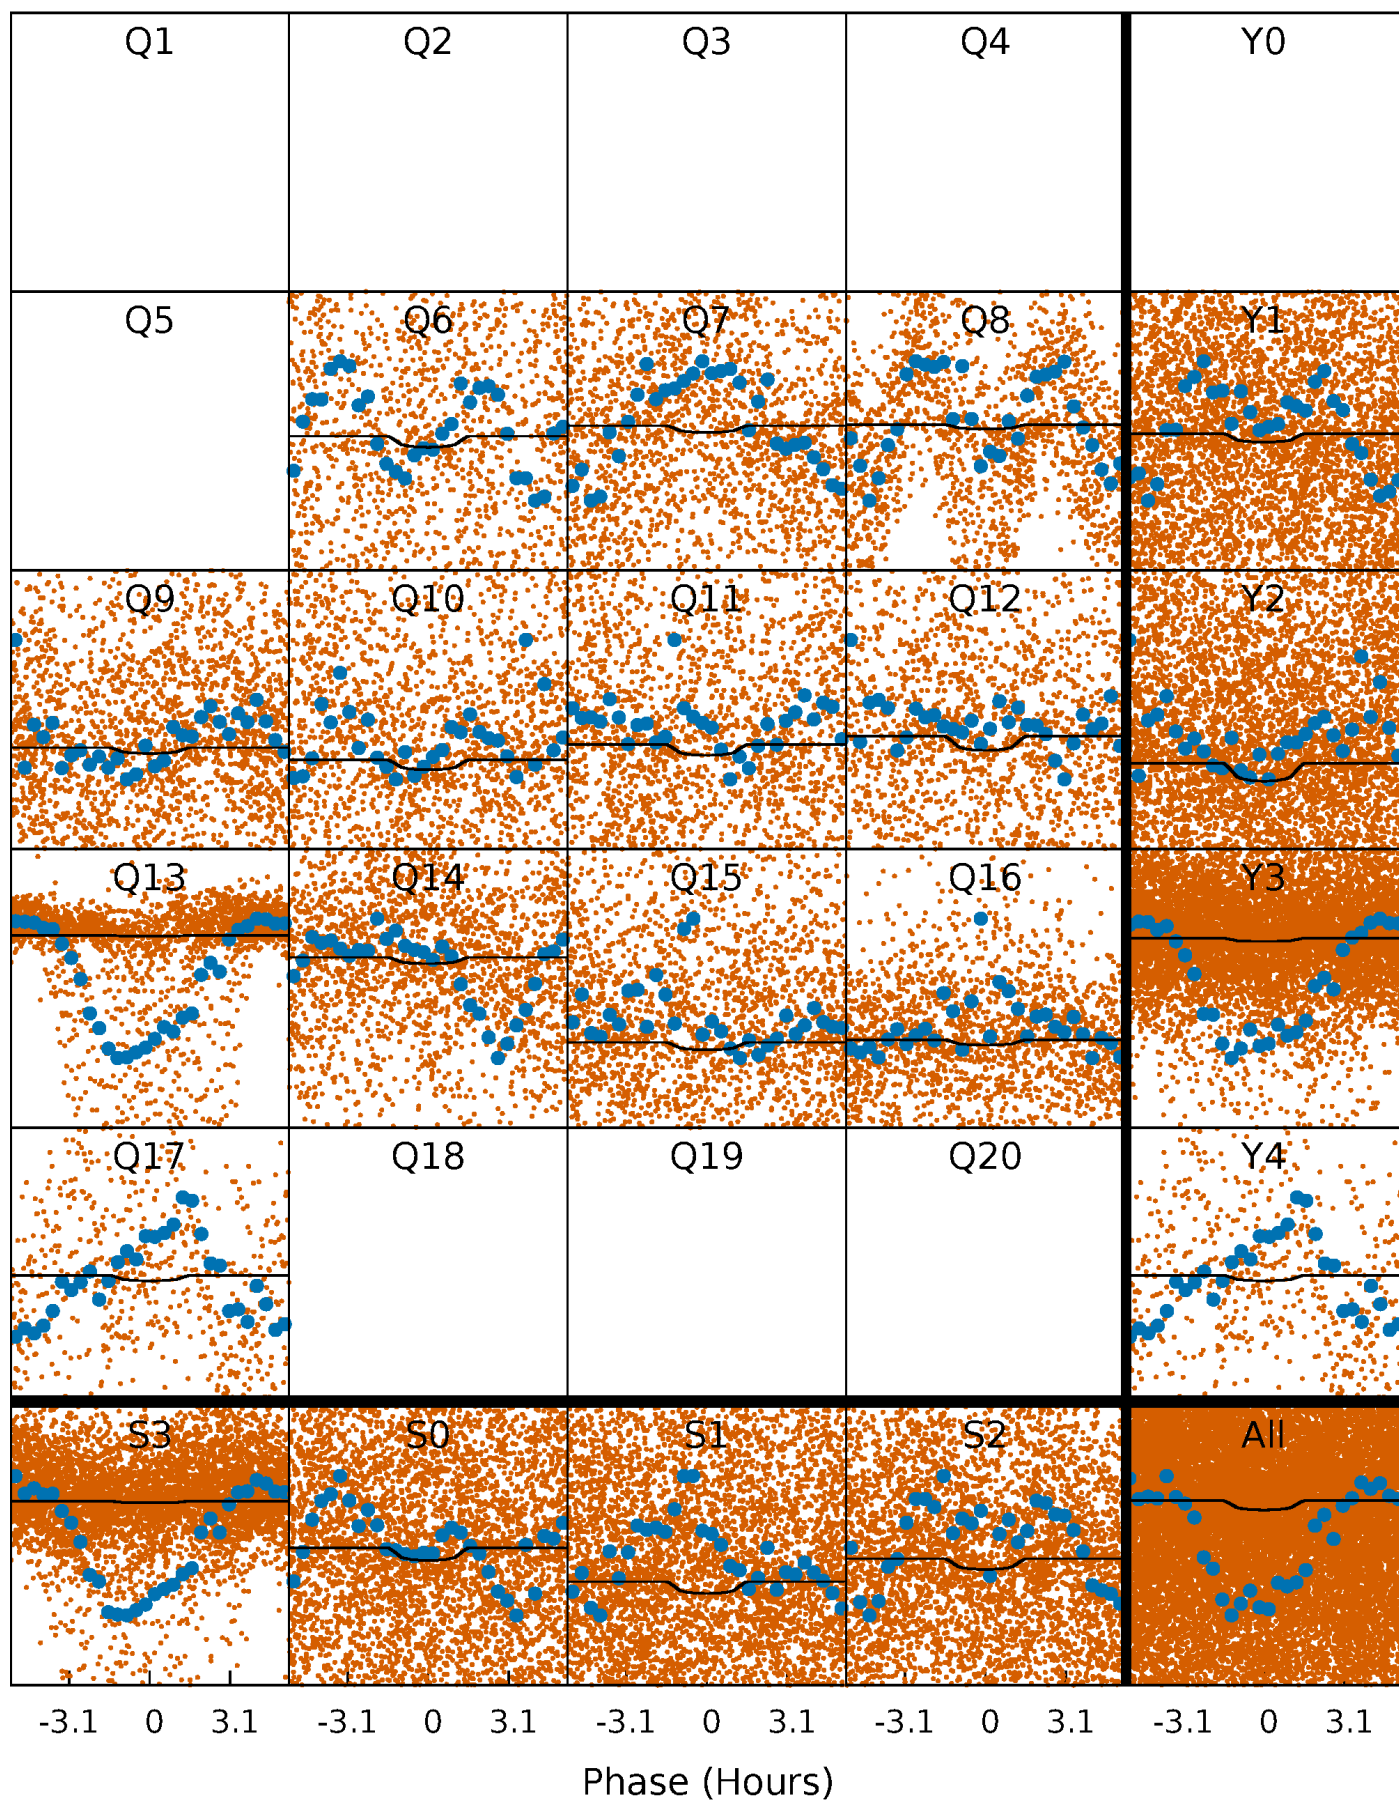 Q1 Q2 Q3 Q4 Y0
Q5 Q6 Q7 Q8 Y1
Q9 Q10 Q11 Q12 Y2
Q13 Q14 Q15 Q16 Y3
Q17 Q18 Q19 Q20 Y4
S3 S0 S1 S2 All
-3.1 0 3.1 -3.1 0 3.1 -3.1 0 3.1 -3.1 0 3.1 -3.1 0 3.1
Phase (Hours)